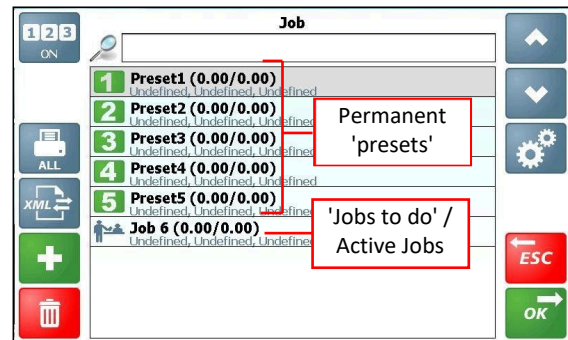 Job
1 2 3
ON
1 Preset1 (0.00/0.00)
Undefined, Undefined, Undefined
2 Preset2 (0.00/0.00)
Undefined, Undefined, Undefined
3 Preset3 (0.00/0.00)
Undefined, Undefined, Undefined
4 Preset4 (0.00/0.00)
Undefined, Undefined, Undefined
5 Preset5 (0.00/0.00)
Undefined, Undefined,
Job 6 (0.00/0.00)
Undefined, Undefined,
Permanent
'presets'
'Jobs to do' /
Active Jobs
ALL
XML
ESC
OK